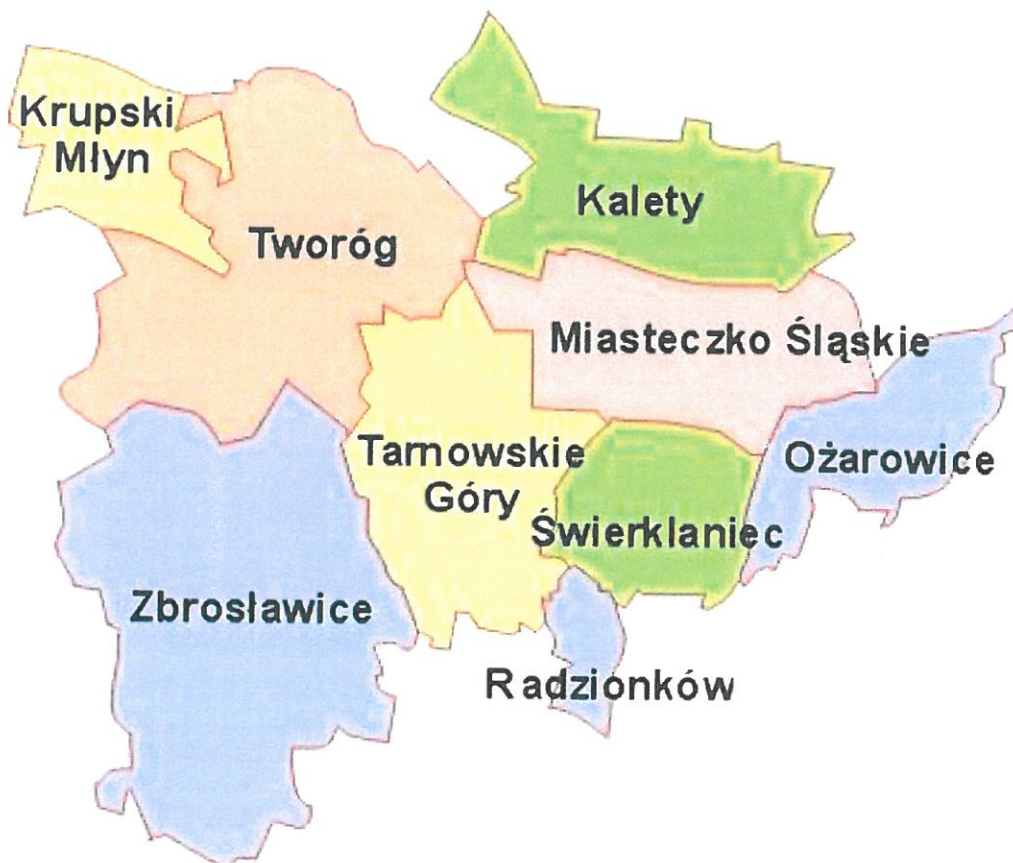 Krupski
Młyn
Kalety
Tworóg
Miasteczko Śląskie
Tarnowskie
Góry
Ożarowice
Świerklaniec
Zbrosławice
Radzionków